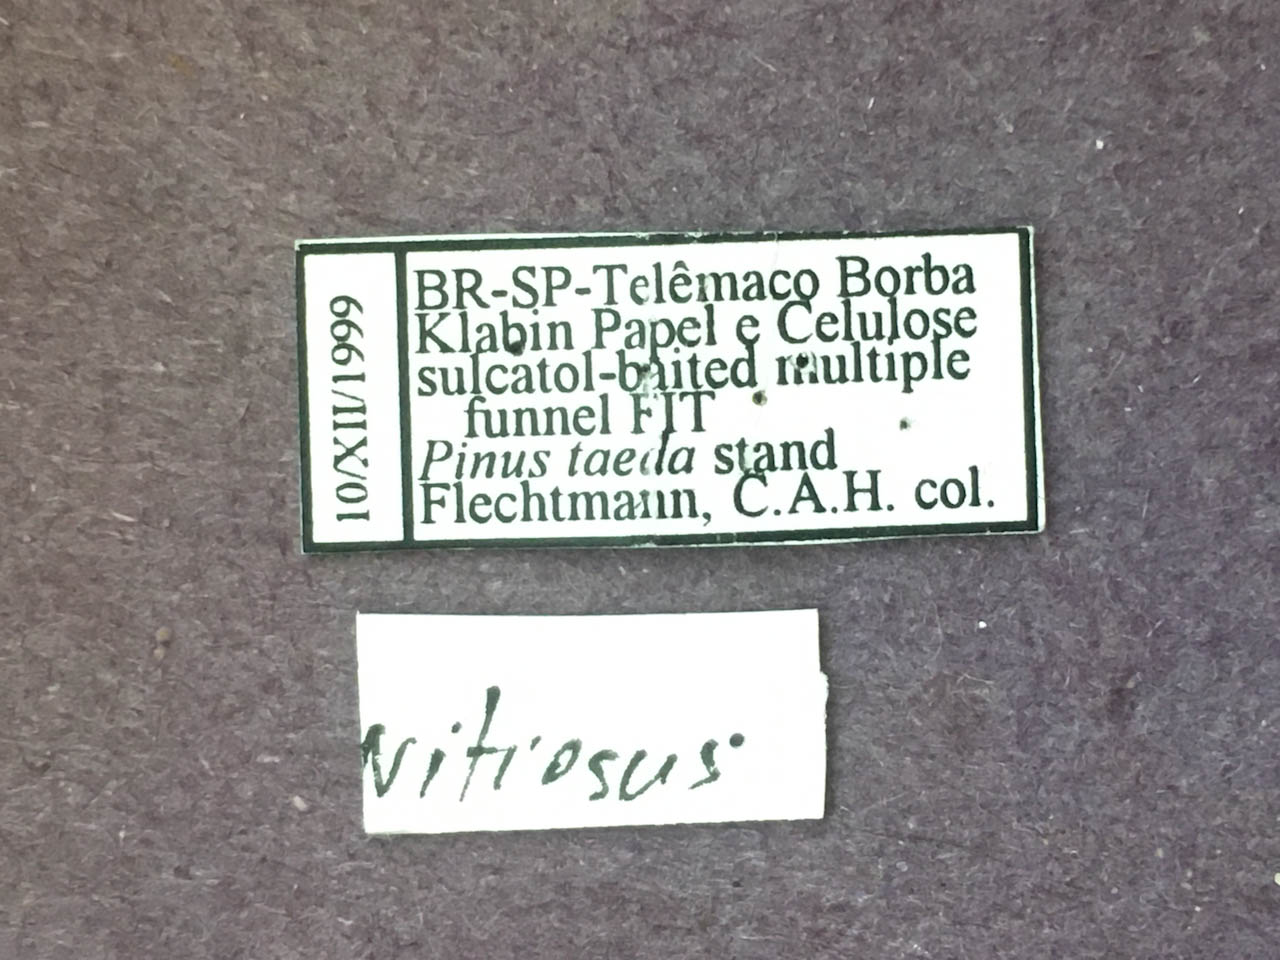 10/XII/1999
BR-SP-Telêmaco Borba
Klabin Papel e Celulose
sulcatol-baited multiple
funnel FIT
Pinus taeda stand
Flechtmann, C.A.H. col.
vitiosus